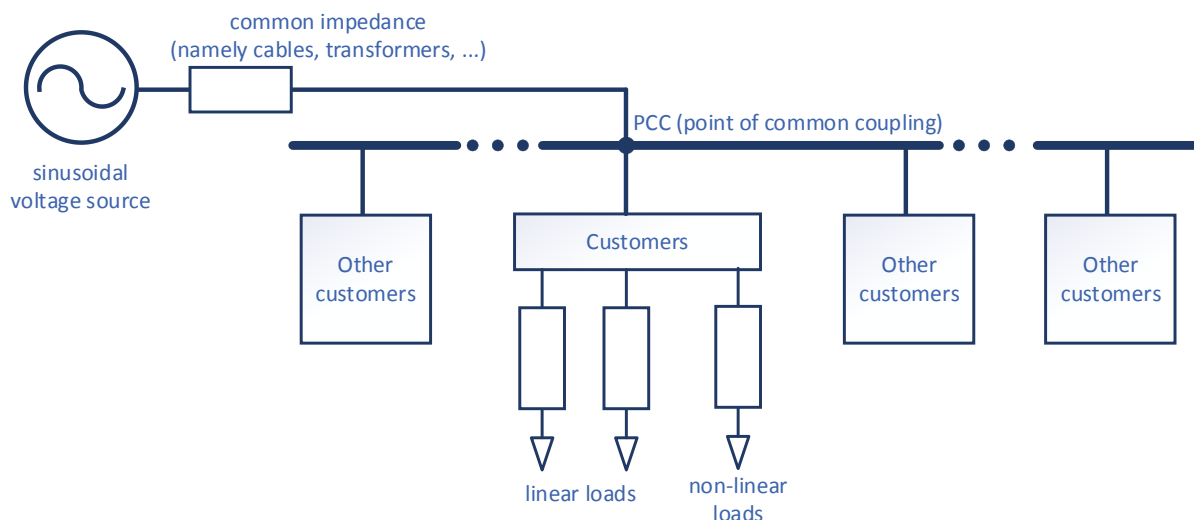 common impedance
(namely cables, transformers, ...)
PCC (point of common coupling)
sinusoidal
voltage source
Other
customers
Customers
Other
customers
Other
customers
linear loads
non-linear
loads